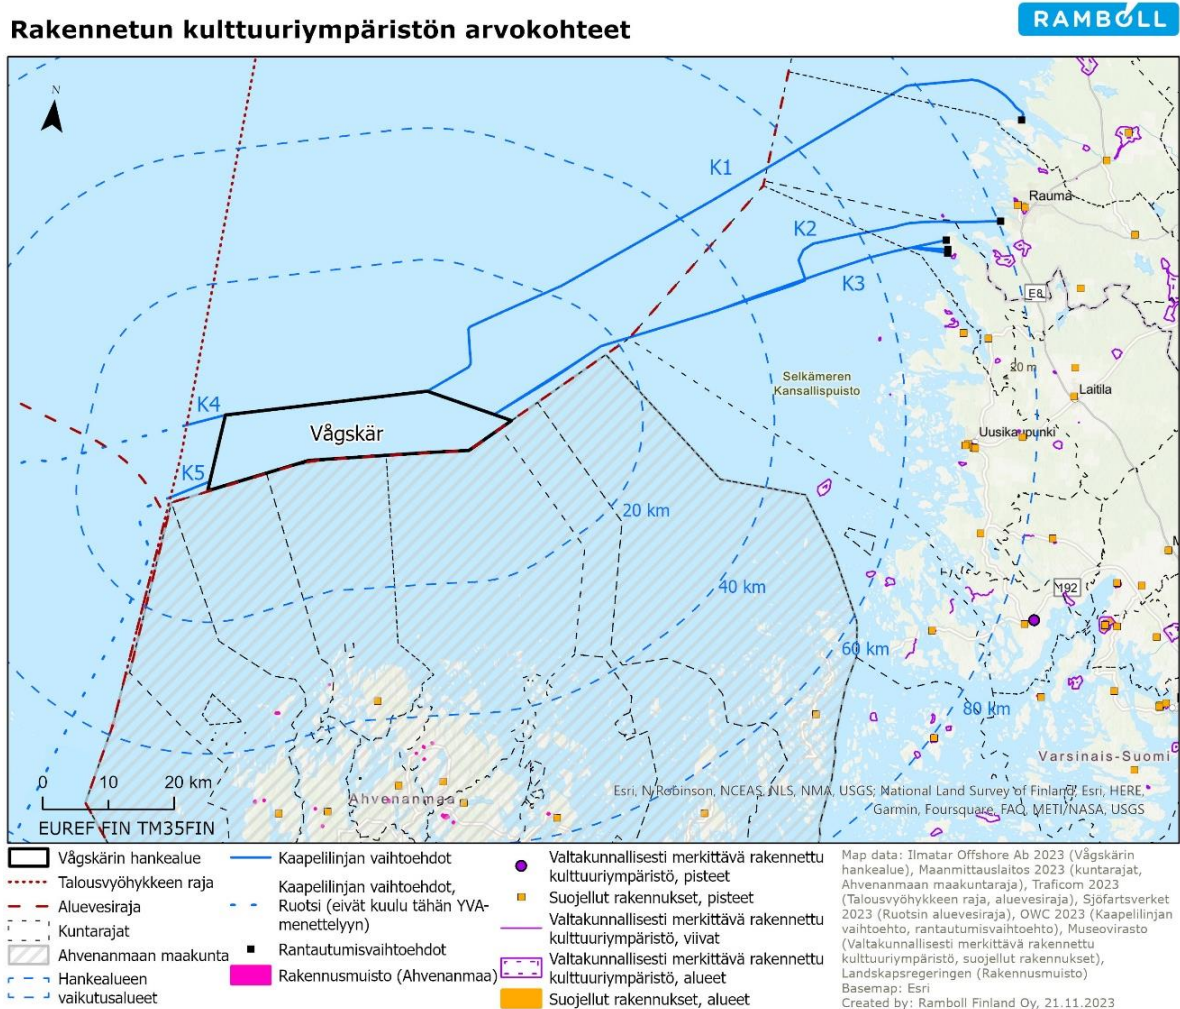 Rakennetun kulttuuriympäristön arvokohteet
RAMBOLL
N
K1
Rauma
K2
K3
E8
Selkämeren
Kansallispuisto
20 m
Laitila
K4
Vågskär
Uusikaupunki
K5
20 km
40 km
192
60 km
80 km
Varsinais-Suomi
0 10 20 km
Ahvenanmaa
Esri, N Robinson, NCEAS, NLS, NMA, USGS; National Land Survey of Finland, Esri, HERE,
Garmin, Foursquare, FAO, METI/NASA, USGS
EUREF FIN TM35FIN
Vågskärin hankealue
Talousvyöhykkeen raja
Aluevesiraja
Kuntarajat
Ahvenanmaan maakunta
Hankealueen
vaikutusalueet
Kaapelilinjan vaihtoehdot
Kaapelilinjan vaihtoehdot,
Ruotsi (eivät kuulu tähän YVA-
menettelyyn)
Rantautumisvaihtoehdot
Rakennusmuisto (Ahvenanmaa)
Valtakunnallisesti merkittävä rakennettu
kulttuuriympäristö, pisteet
Suojellut rakennukset, pisteet
Valtakunnallisesti merkittävä rakennettu
kulttuuriympäristö, viivat
Valtakunnallisesti merkittävä rakennettu
kulttuuriympäristö, alueet
Suojellut rakennukset, alueet
Map data: Ilmatar Offshore Ab 2023 (Vågskärin
hankealue), Maanmittauslaitos 2023 (kuntarajat,
Ahvenanmaan maakuntaraja), Traficom 2023
(Talousvyöhykkeen raja, aluevesiraja), Sjöfartsverket
2023 (Ruotsin aluevesiraja), OWC 2023 (Kaapelilinjan
vaihtoehto, rantautumisvaihtoehto), Museovirasto
(Valtakunnallisesti merkittävä rakennettu
kulttuuriympäristö, suojellut rakennukset),
Landskapsregeringen (Rakennusmuisto)
Basemap: Esri
Created by: Ramboll Finland Oy, 21.11.2023